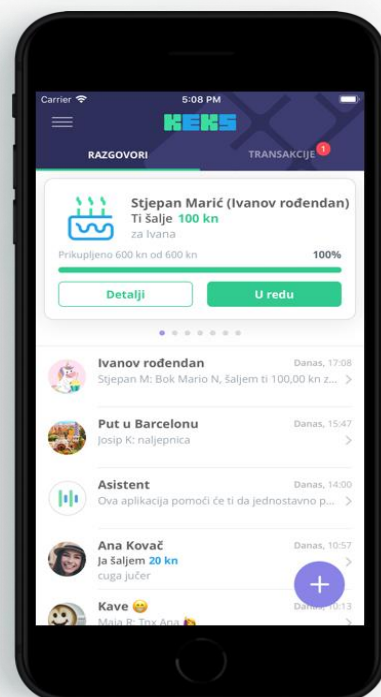 Carrier 5:08 PM
KEKS
RAZGOVORI TRANSAKCIJE 1
Stjepan Marić (Ivanov rođendan)
Ti šalje 100 kn
za Ivana
Prikupljeno 600 kn od 600 kn 100%
Detalji U redu
Ivanov rođendan Danas, 17:08
Stjepan M: Bok Mario N, šaljem ti 100,00 kn z...
Put u Barcelonu Danas, 15:47
Josip K: naljepnica
Asistent Danas, 14:00
Ova aplikacija pomoći će ti da jednostavno p...
Ana Kovač Danas, 10:57
Ja šaljem 20 kn
cuga jučer
+
Kave 😄 10:13
Maja R: Tnx Ana